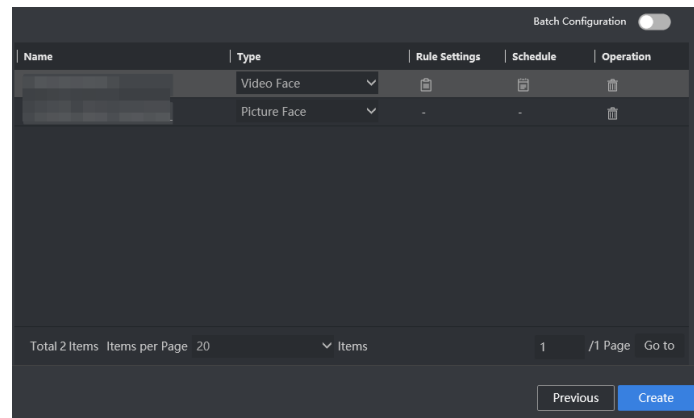 Batch Configuration
Name Type Rule Settings Schedule Operation
Video Face
Picture Face - -
Total 2 Items Items per Page 20 Items 1 /1 Page Go to
Previous Create